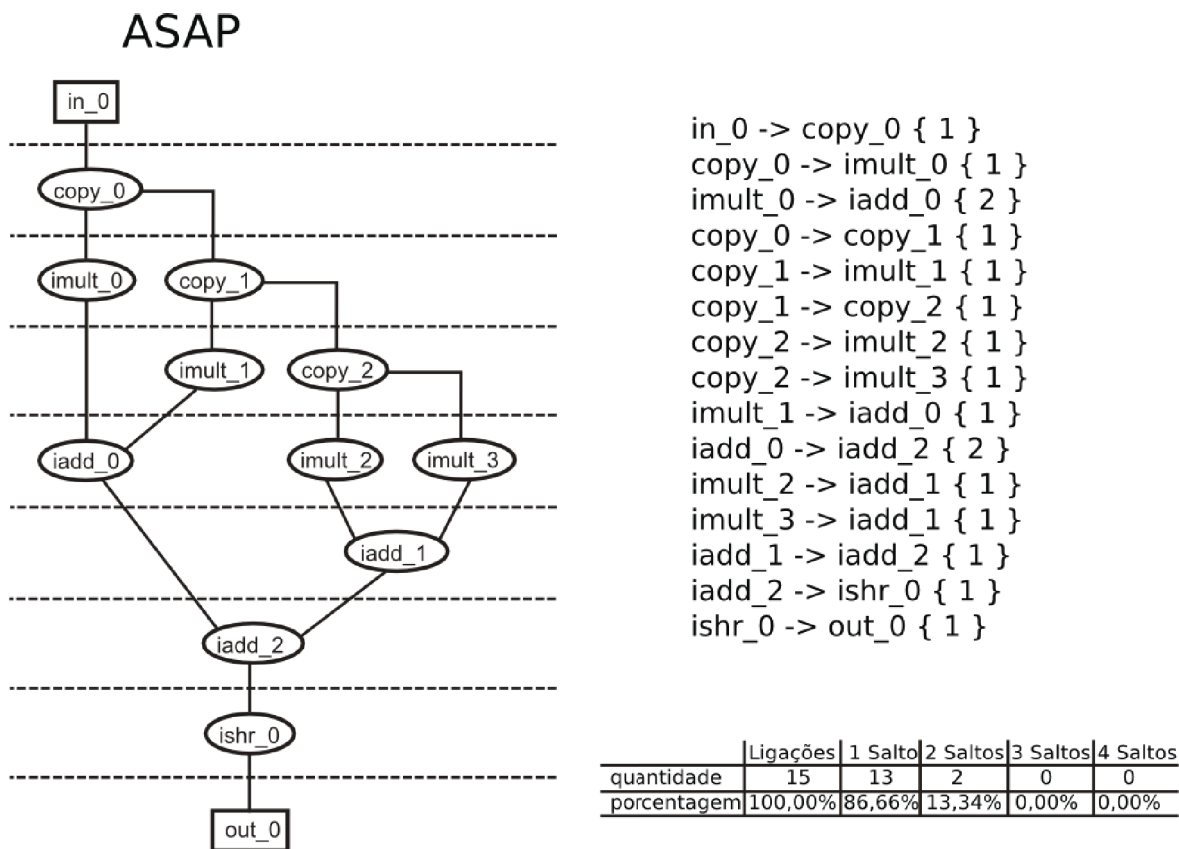 ASAP
in_0
copy_0
imult_0 copy_1
imult_1 copy_2
iadd_0 imult_2 imult_3
iadd_1
iadd_2
ishr_0
out_0
in_0 -> copy_0 { 1 }
copy_0 -> imult_0 { 1 }
imult_0 -> iadd_0 { 2 }
copy_0 -> copy_1 { 1 }
copy_1 -> imult_1 { 1 }
copy_1 -> copy_2 { 1 }
copy_2 -> imult_2 { 1 }
copy_2 -> imult_3 { 1 }
imult_1 -> iadd_0 { 1 }
iadd_0 -> iadd_2 { 2 }
imult_2 -> iadd_1 { 1 }
imult_3 -> iadd_1 { 1 }
iadd_1 -> iadd_2 { 1 }
iadd_2 -> ishr_0 { 1 }
ishr_0 -> out_0 { 1 }
Ligações 1 Salto 2 Saltos 3 Saltos 4 Saltos
quantidade 15 13 2 0 0
porcentagem 100,00% 86,66% 13,34% 0,00% 0,00%